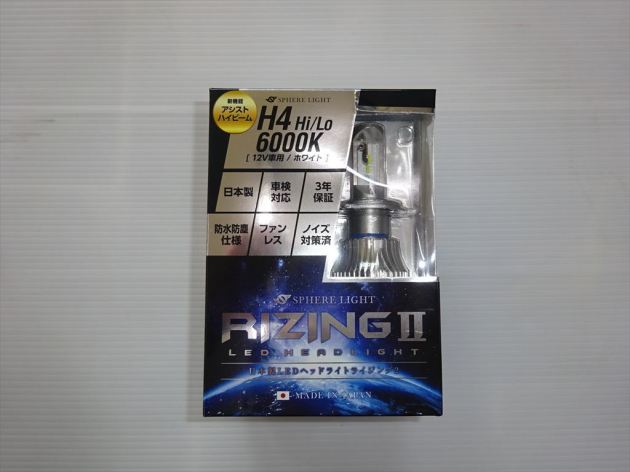 SPHERE LIGHT
新機能
アシスト
ハイビーム
H4 Hi/Lo
6000K
[ 12V車用 / ホワイト ]
日本製
車検
対応
3年
保証
防水防塵
仕様
ファン
レス
ノイズ
対策済
SPHERE LIGHT
RIZING II
LED HEADLIGHT
日本製LEDヘッドライトライジング2
MADE IN JAPAN